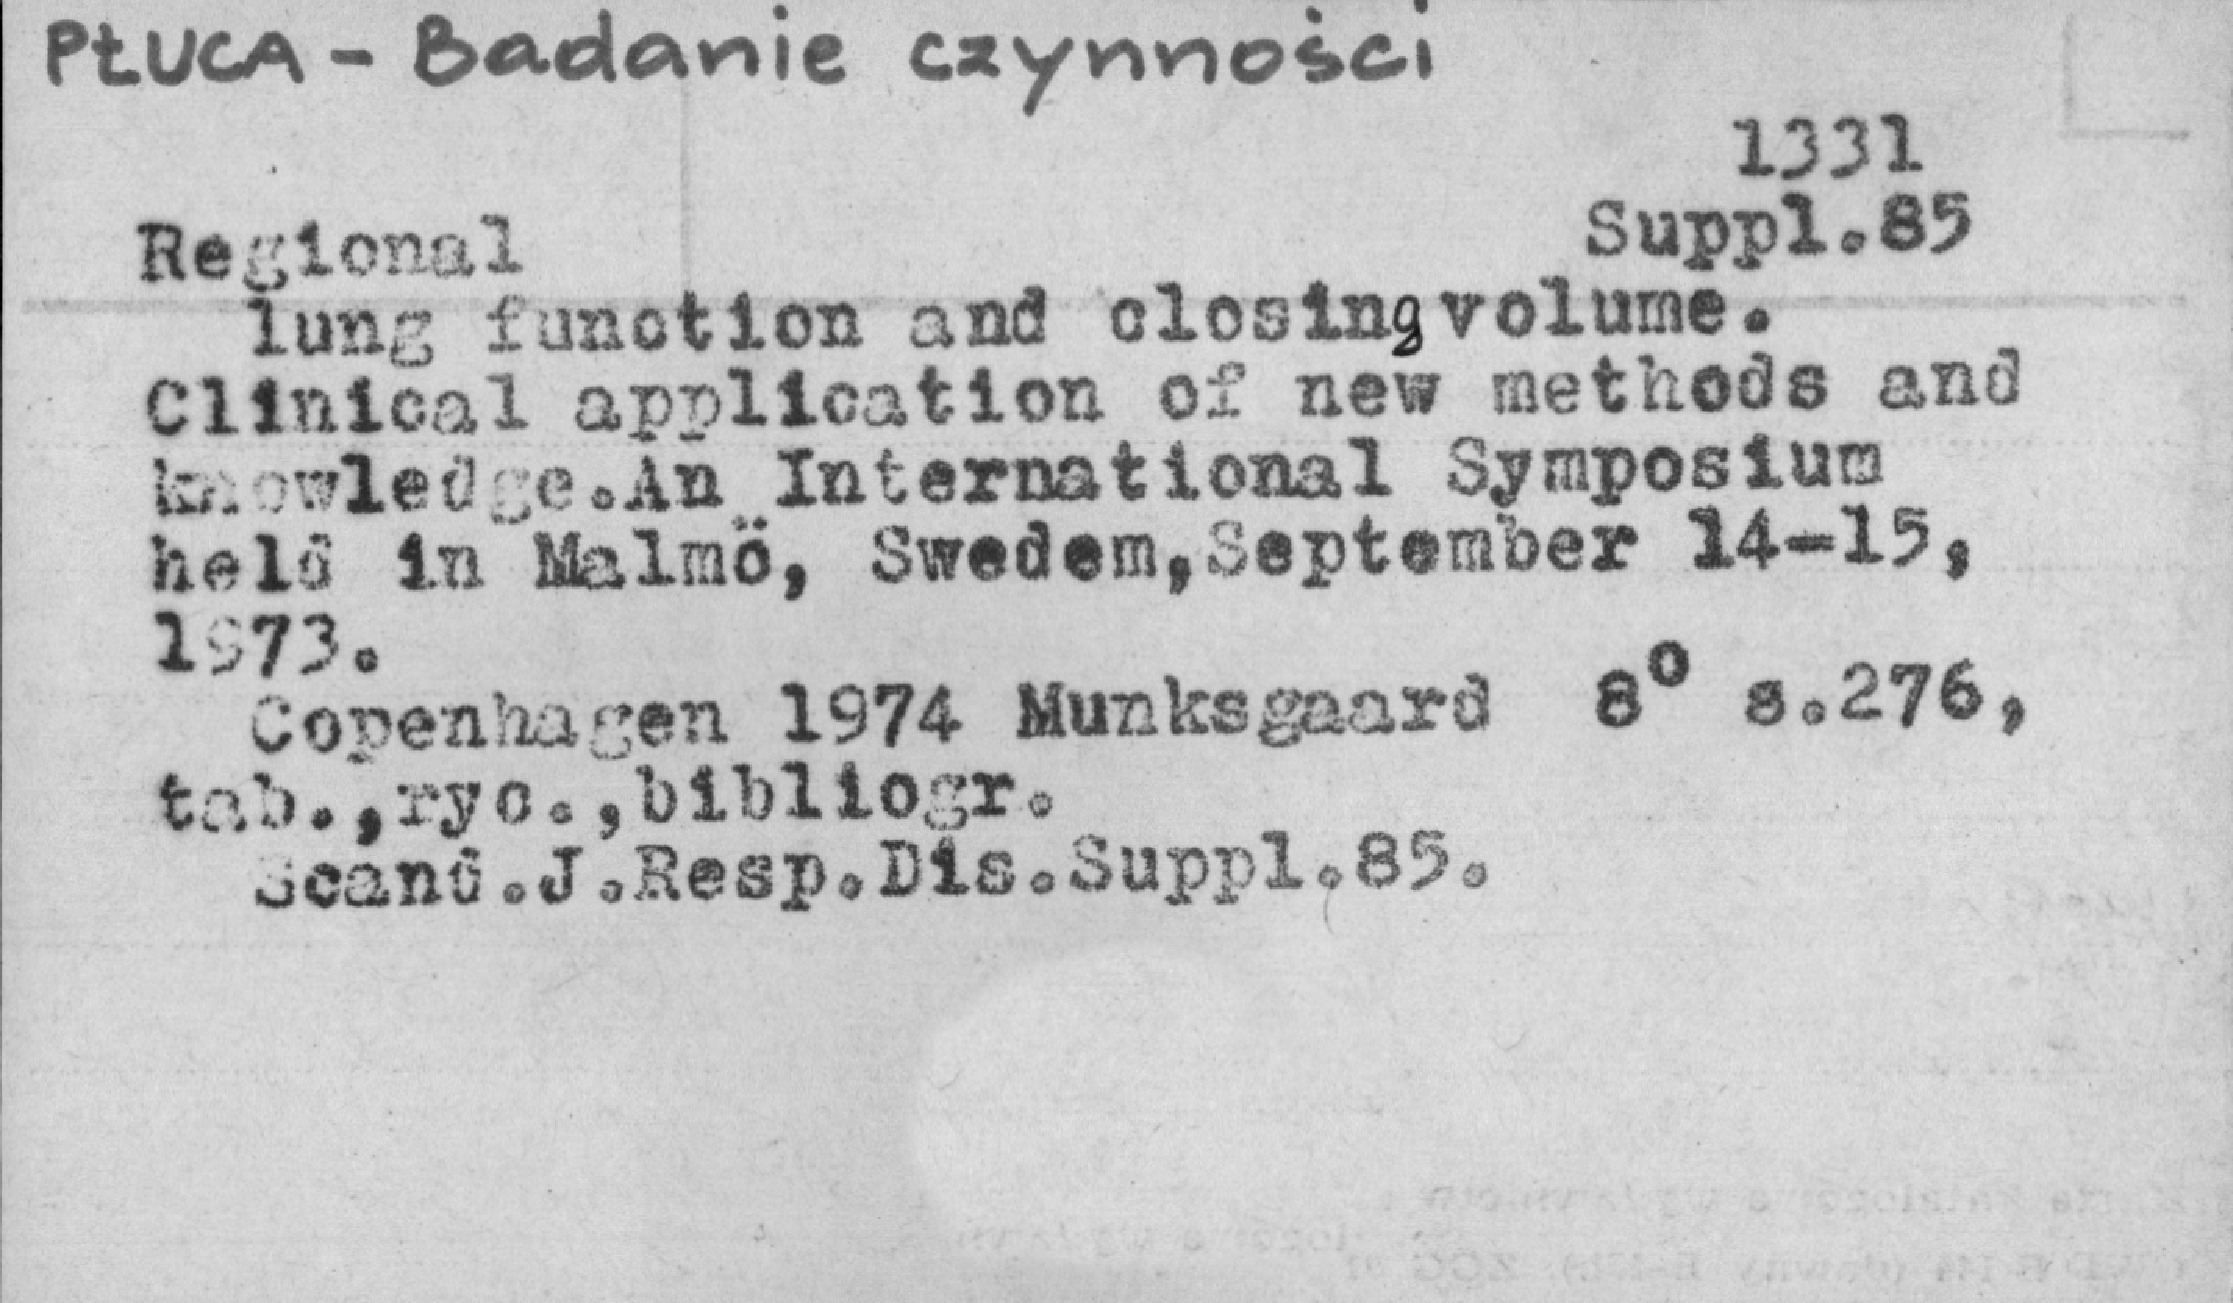 PŁUCA - Badanie czynności
1331
Suppl.85
Regional
lung function and closing volume.
Clinical application of new methods and
knowledge.An International Symposium
held in Malmö, Swedem,September 14-15,
1973.
Copenhagen 1974 Munksgaard 8° s.276,
tab.,ryc.,bibliogr.
Scand.J.Resp.Dis.Suppl.85.